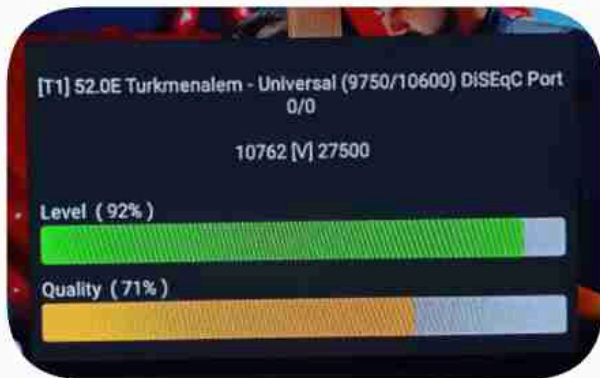 [T1] 52.0E Turkmenalem - Universal (9750/10600) DiSEqC Port
0/0
10762 [V] 27500
Level ( 92% )
Quality ( 71% )